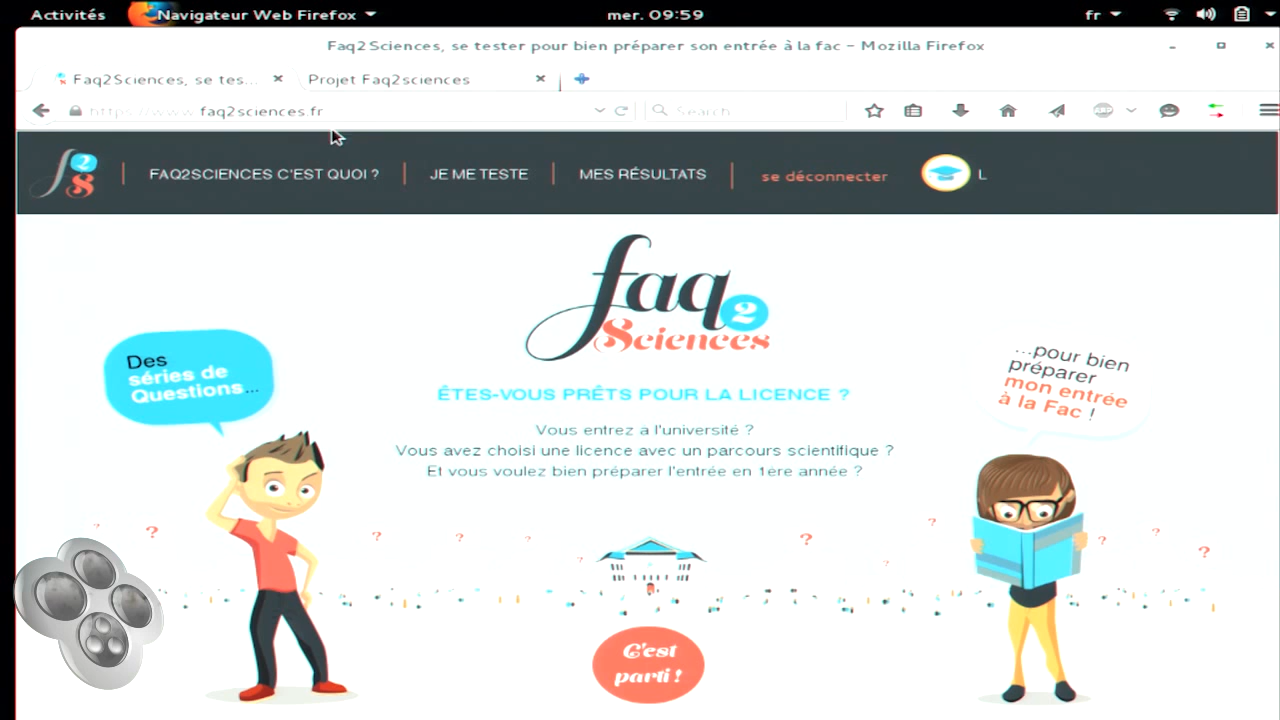 Activités
Navigateur Web Firefox
mer. 09:59
fr
Faq2Sciences, se tester pour bien préparer son entrée à la fac – Mozilla Firefox
Faq2Sciences, se tes...
Projet Faq2sciences
https://www.faq2sciences.fr
Search
f2s
FAQ2SCIENCES C'EST QUOI ?
JE ME TESTE
MES RÉSULTATS
se déconnecter
L
faq2
Sciences
Des
séries de
Questions...
...pour bien
préparer
mon entrée
à la Fac !
ÊTES-VOUS PRÊTS POUR LA LICENCE ?
Vous entrez a l'université ?
Vous avez choisi une licence avec un parcours scientifique ?
Et vous voulez bien préparer l'entrée en 1ère année ?
C'est
parti !